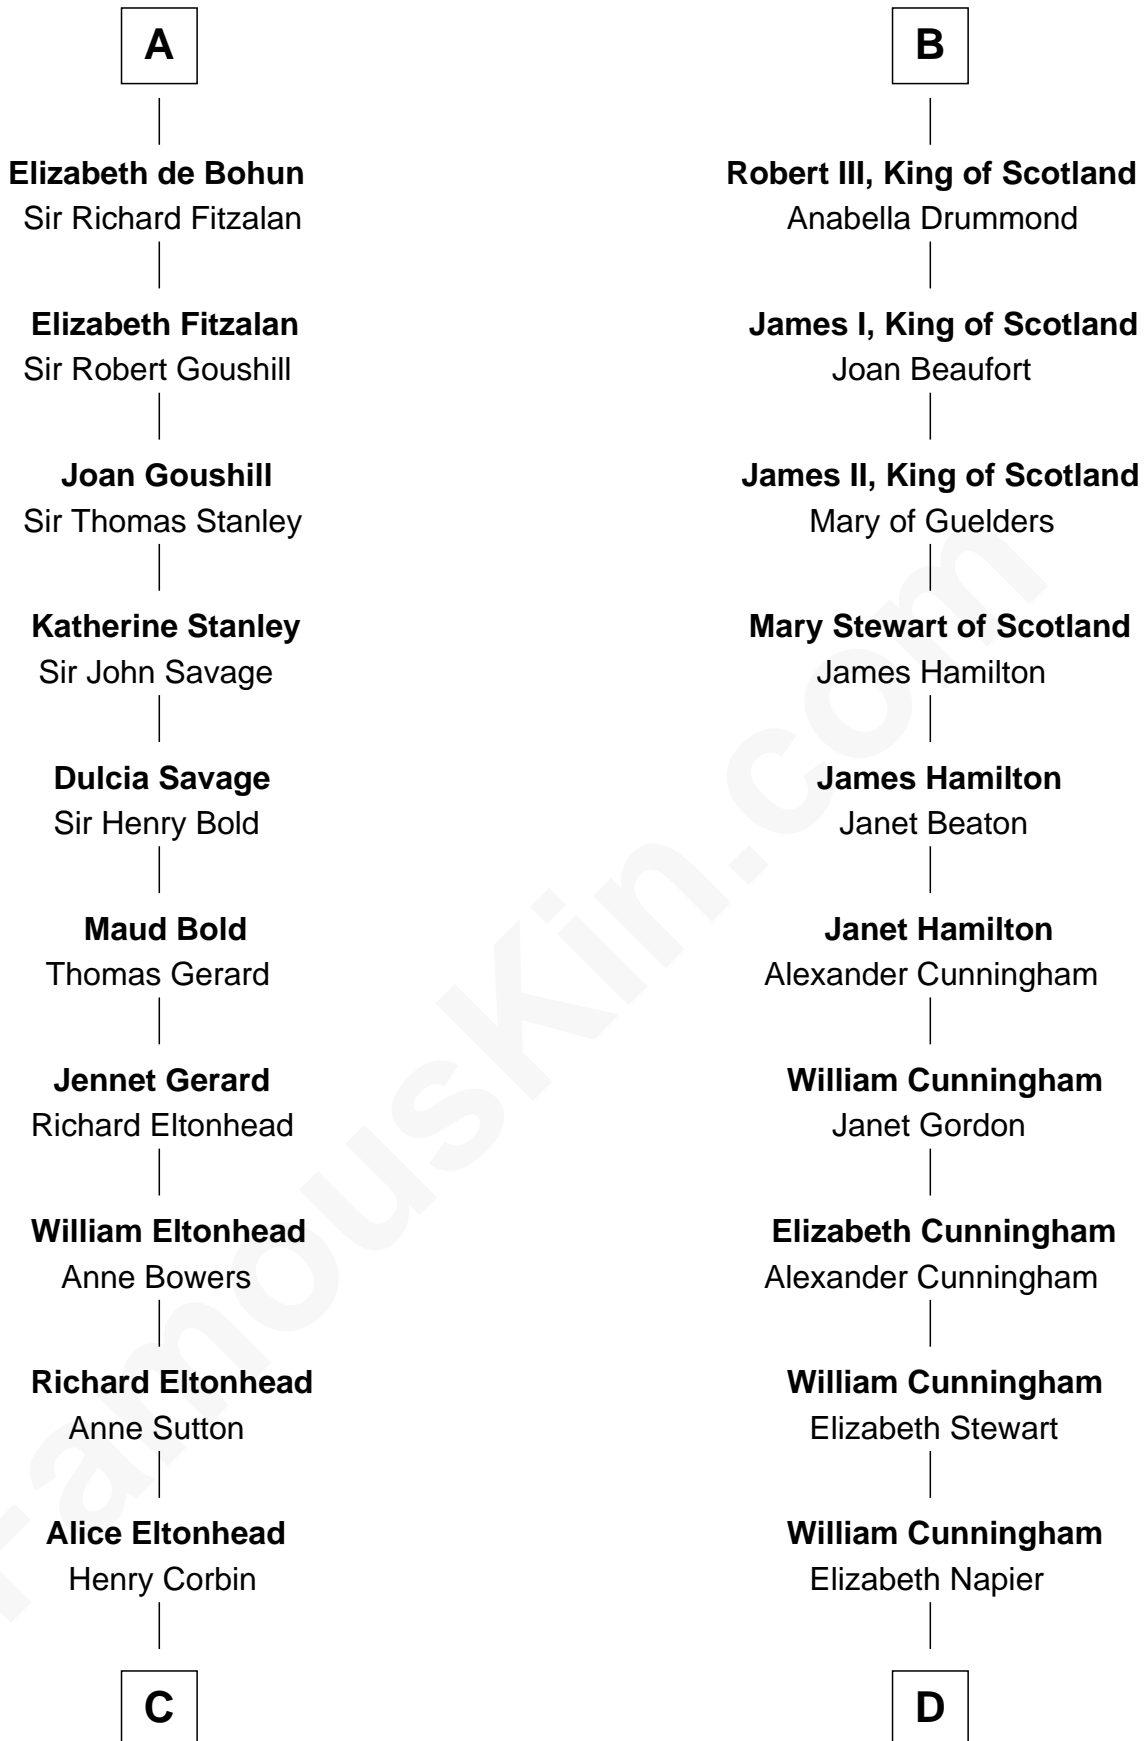 A
Elizabeth de Bohun
Sir Richard Fitzalan
Elizabeth Fitzalan
Sir Robert Goushill
Joan Goushill
Sir Thomas Stanley
Katherine Stanley
Sir John Savage
Dulcia Savage
Sir Henry Bold
Maud Bold
Thomas Gerard
Jennet Gerard
Richard Eltonhead
William Eltonhead
Anne Bowers
Richard Eltonhead
Anne Sutton
Alice Eltonhead
Henry Corbin
C
B
Robert III, King of Scotland
Anabella Drummond
James I, King of Scotland
Joan Beaufort
James II, King of Scotland
Mary of Guelders
Mary Stewart of Scotland
James Hamilton
James Hamilton
Janet Beaton
Janet Hamilton
Alexander Cunningham
William Cunningham
Janet Gordon
Elizabeth Cunningham
Alexander Cunningham
William Cunningham
Elizabeth Stewart
William Cunningham
Elizabeth Napier
D
FamousKin.com